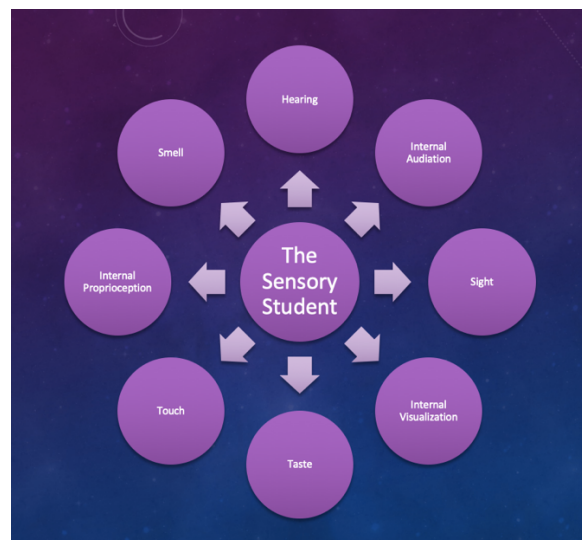 The
Sensory
Student
Hearing
Internal
Audiation
Sight
Internal
Visualization
Taste
Touch
Internal
Proprioception
Smell